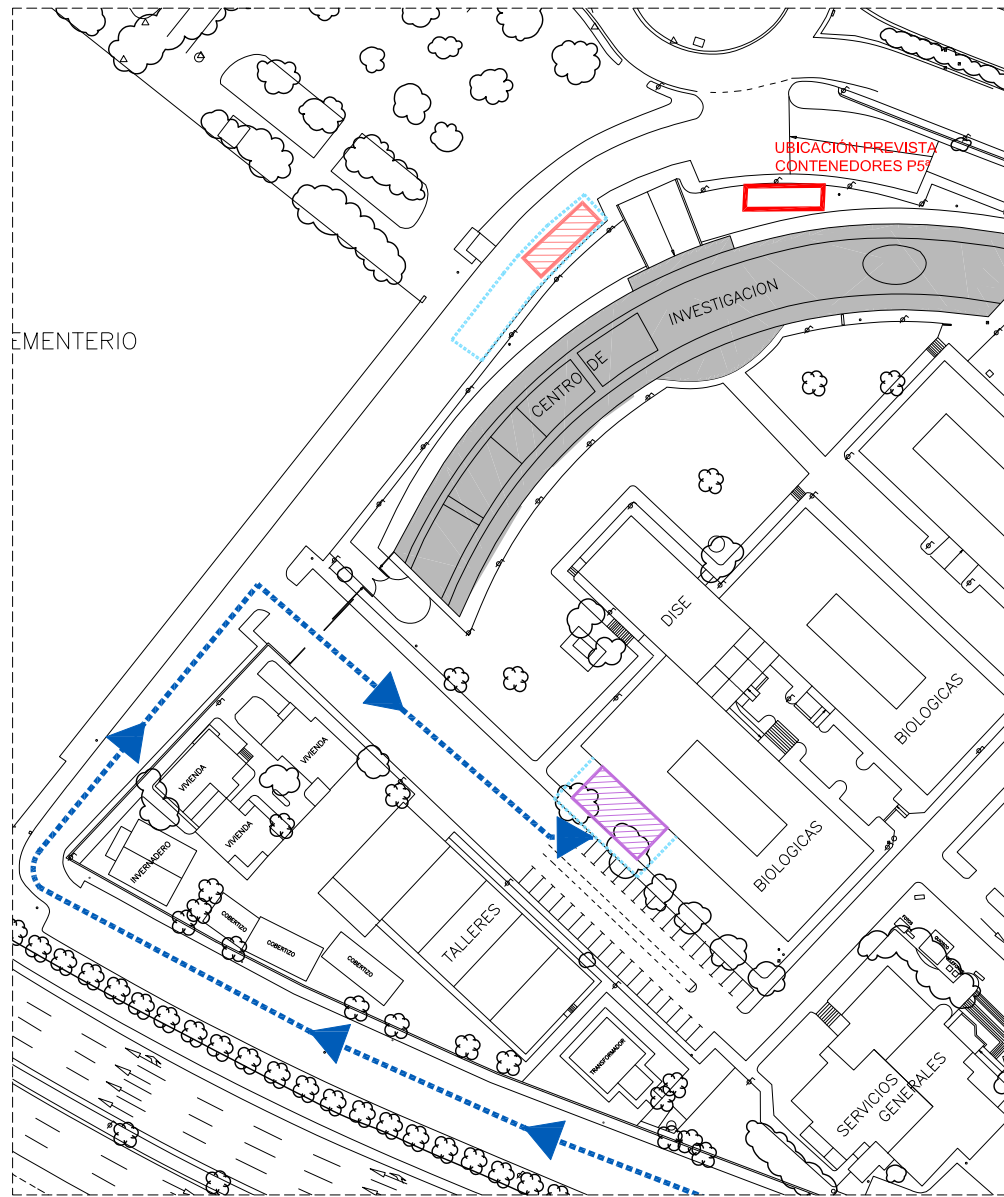 UBICACIÓN PREVISTA
CONTENEDORES P5ª
EMENTERIO
CENTRO DE INVESTIGACION
DISE
BIOLOGICAS
BIOLOGICAS
VIVIENDA
VIVIENDA
VIVIENDA
INVERNADERO
COBERTIZO
COBERTIZO
COBERTIZO
TALLERES
TRANSFORMADOR
SERVICIOS
GENERALES